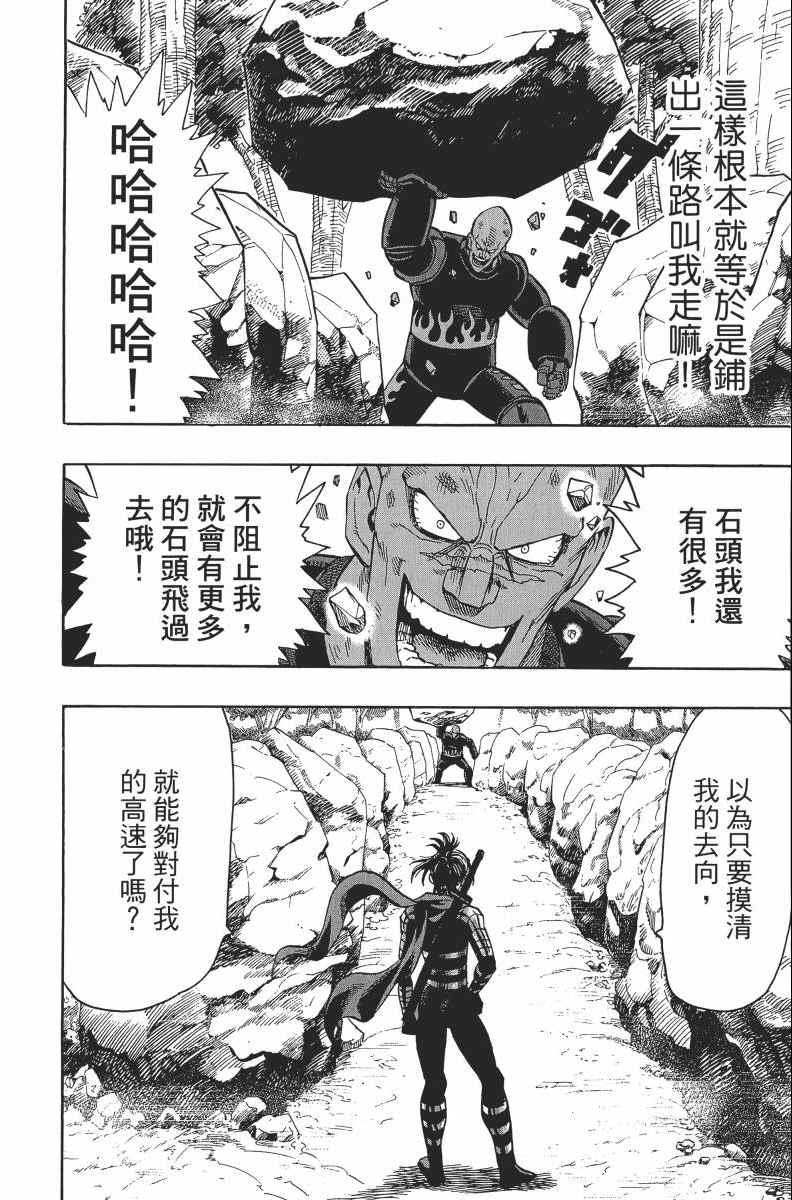 這樣根本就等於是鋪
出一條路叫我走嘛！
グゴォ
哈哈哈哈哈！
石頭我還
有很多！
不阻止我，
就會有更多
的石頭飛過
去哦！
以為只要摸清
我的去向，
就能夠對付我
的高速了嗎？